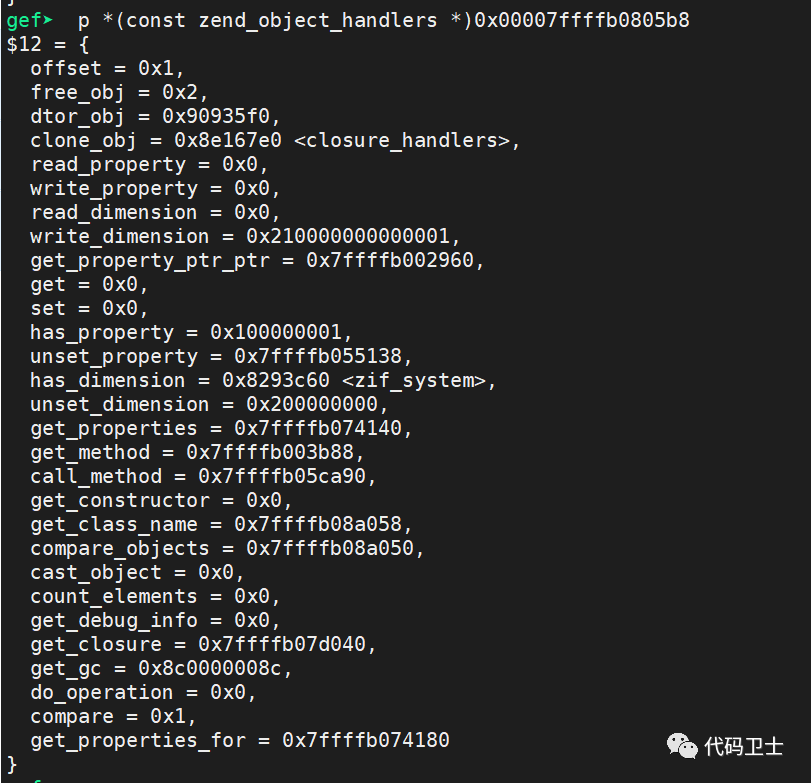 }
gef➤  p *(const zend_object_handlers *)0x00007ffffb0805b8
$12 = {
  offset = 0x1,
  free_obj = 0x2,
  dtor_obj = 0x90935f0,
  clone_obj = 0x8e167e0 <closure_handlers>,
  read_property = 0x0,
  write_property = 0x0,
  read_dimension = 0x0,
  write_dimension = 0x210000000000001,
  get_property_ptr_ptr = 0x7ffffb002960,
  get = 0x0,
  set = 0x0,
  has_property = 0x100000001,
  unset_property = 0x7ffffb055138,
  has_dimension = 0x8293c60 <zif_system>,
  unset_dimension = 0x200000000,
  get_properties = 0x7ffffb074140,
  get_method = 0x7ffffb003b88,
  call_method = 0x7ffffb05ca90,
  get_constructor = 0x0,
  get_class_name = 0x7ffffb08a058,
  compare_objects = 0x7ffffb08a050,
  cast_object = 0x0,
  count_elements = 0x0,
  get_debug_info = 0x0,
  get_closure = 0x7ffffb07d040,
  get_gc = 0x8c0000008c,
  do_operation = 0x0,
  compare = 0x1,
  get_properties_for = 0x7ffffb074180
代码卫士
}